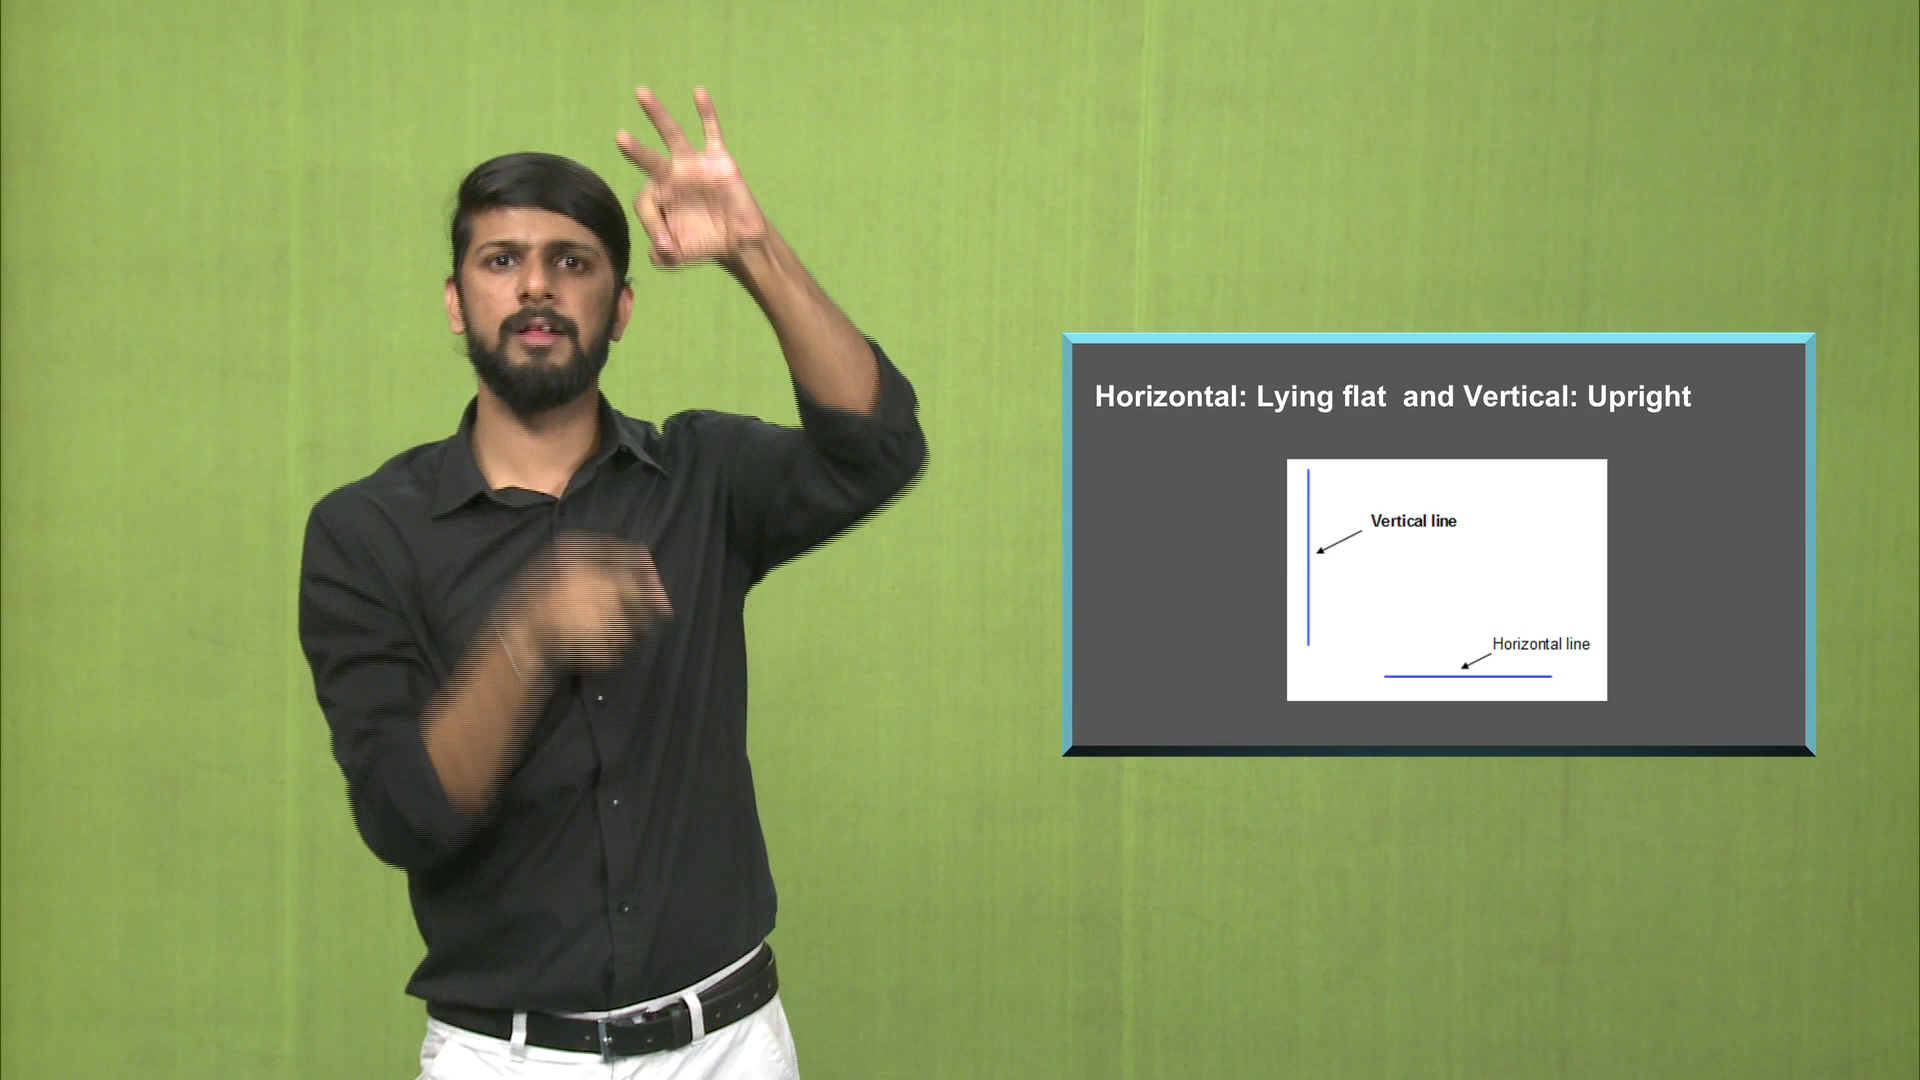 Horizontal: Lying flat  and Vertical: Upright
Vertical line
Horizontal line